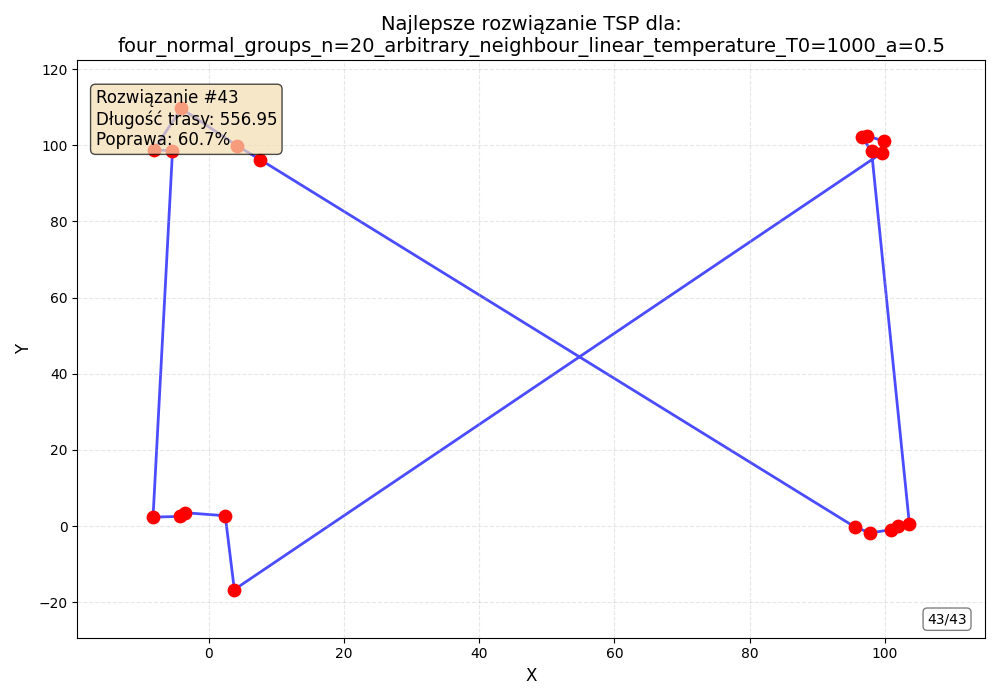 Najlepsze rozwiązanie TSP dla:
four_normal_groups_n=20_arbitrary_neighbour_linear_temperature_T0=1000_a=0.5
Rozwiązanie #43
Długość trasy: 556.95
Poprawa: 60.7%
120
100
80
60
40
20
0
−20
Y
43/43
0 20 40 60 80 100
X